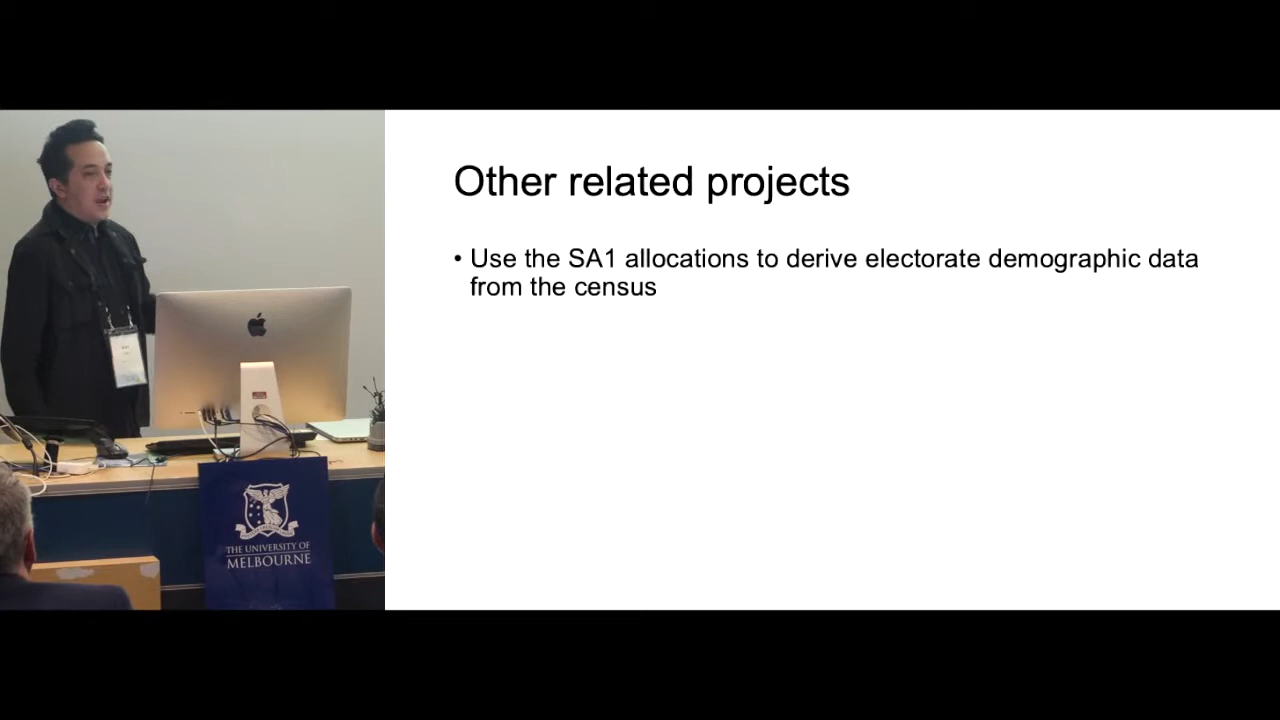 Other related projects
• Use the SA1 allocations to derive electorate demographic data
from the census
THE UNIVERSITY OF
MELBOURNE